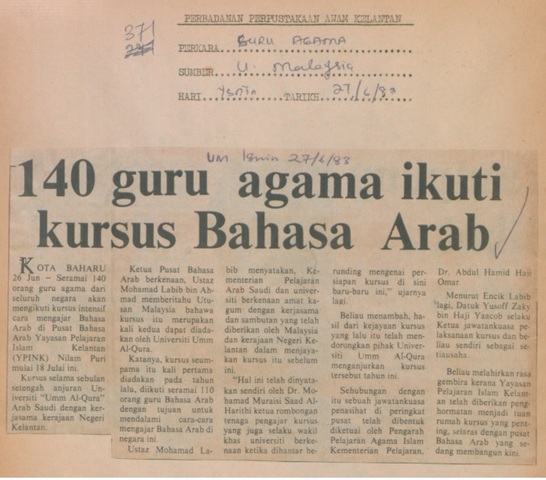 PERBADANAN PERPUSTAKAAN AWAM KELANTAN
371
PERKARA GURU AGAMA
SUMBER U. Malaysia
HARI Isnin TARIKH 27/6/83
UM Isnin 27/6/83
140 guru agama ikuti
kursus Bahasa Arab
KOTA BAHARU
26 Jun – Seramai 140
orang guru agama dari
seluruh negara akan
mengikuti kursus intensif
cara mengajar Bahasa
Arab di Pusat Bahasa
Arab Yayasan Pelajaran
Islam Kelantan
(YPINK) Nilam Puri
mulai 18 Julai ini.
Kursus selama sebulan
setengah anjuran Un-
versiti "Umm Al-Qura"
Arab Saudi dengan ker-
jasama kerajaan Negeri
Kelantan.
Ketua Pusat Bahasa
Arab berkenaan, Ustaz
Mohamad Labib bin Ab-
mad memberitahu Utu-
san Malaysia bahawa
kursus itu merupakan
kali kedua dapat diada-
kan oleh Universiti Umm
Al-Qura.
Katanya, kursus seum-
pama itu kali pertama
diadakan pada tahun
lalu, diikuti seramai 110
orang guru Bahasa Arab
dengan tujuan untuk
mendalami cara-cara
mengajar Bahasa Arab di
negara ini.
Ustaz Mohamad La-
bib menyatakan, Ke-
menterian Pelajaran
Arab Saudi dan univer-
siti berkenaan amat ka-
gum dengan kerjasama
dan sambutan yang telah
diberikan oleh Malaysia
dan kerajaan Negeri Ke-
lantan dalam menjaya-
kan kursus itu sebelum
ini.
"Hal ini telah dinyata-
kan sendiri oleh Dr. Mo-
hamad Muraisi Saad Al-
Harithi ketua rombongan
tenaga pengajar kursus
yang juga selaku wakil
khas universiti berke-
naan ketika dihantar be-
runding mengenai per-
siapan kursus di sini
baru-baru ini," ujarnya
lagi.
Beliau menambah, ha-
sil dari kejayaan kursus
yang lalu itu telah men-
dorongkan pihak Univer-
siti Umm Al-Qura
menganjurkan kursus
tersebut tahun ini.
Sehubungan dengan
itu sebuah jawatankuasa
penasihat di peringkat
pusat telah dibentuk
diketuai oleh Pengarah
Pelajaran Agama Islam
Kementerian Pelajaran,
Dr. Abdul Hamid Haji
Omar
Menurut Encik Labib
lagi, Datuk Yusoff Zaky
bin Haji Yaacob selaku
Ketua jawatankuasa pe-
laksanaan kursus dan be-
liau sendiri sebagai se-
tiausaha.
Beliau melahirkan rasa
gembira kerana Yayasan
Pelajaran Islam Kelant-
an telah diberikan peng-
hormatan menjadi tuan
rumah kursus yang pent-
ing, selaras dengan pusat
Bahasa Arab yang se-
dang membangun kini.